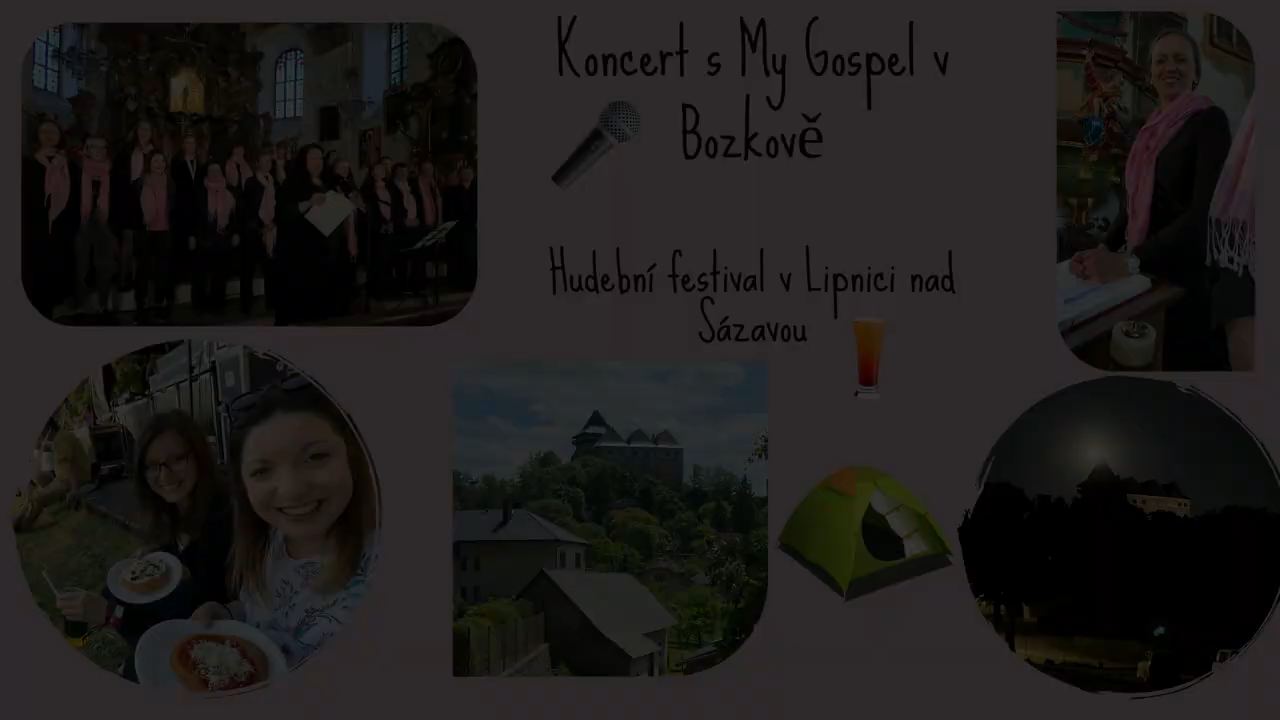 Koncert s My Gospel v
Bozkově
Hudební festival v Lipnici nad
Sázavou